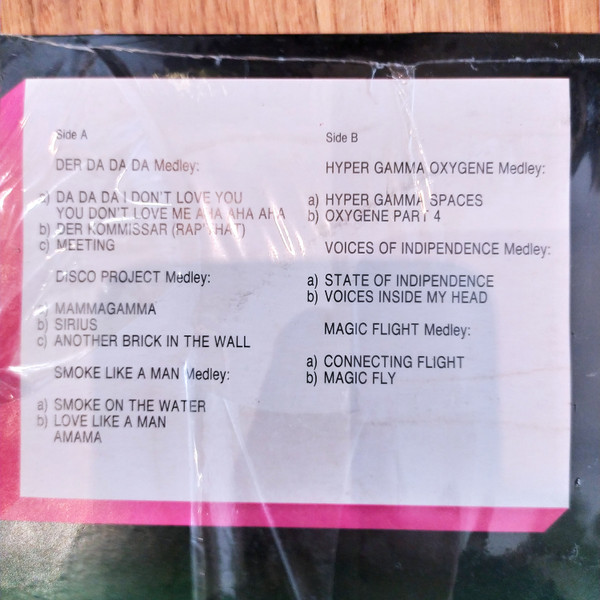 Side A
DER DA DA DA Medley:
a) DA DA DA I DON'T LOVE YOU
YOU DON'T LOVE ME AHA AHA AHA
b) DER KOMMISSAR (RAP' THAT)
c) MEETING
DISCO PROJECT Medley:
a) MAMMAGAMMA
b) SIRIUS
c) ANOTHER BRICK IN THE WALL
SMOKE LIKE A MAN Medley:
a) SMOKE ON THE WATER
b) LOVE LIKE A MAN
AMAMA
Side B
HYPER GAMMA OXYGENE Medley:
a) HYPER GAMMA SPACES
b) OXYGENE PART 4
VOICES OF INDIPENDENCE Medley:
a) STATE OF INDIPENDENCE
b) VOICES INSIDE MY HEAD
MAGIC FLIGHT Medley:
a) CONNECTING FLIGHT
b) MAGIC FLY